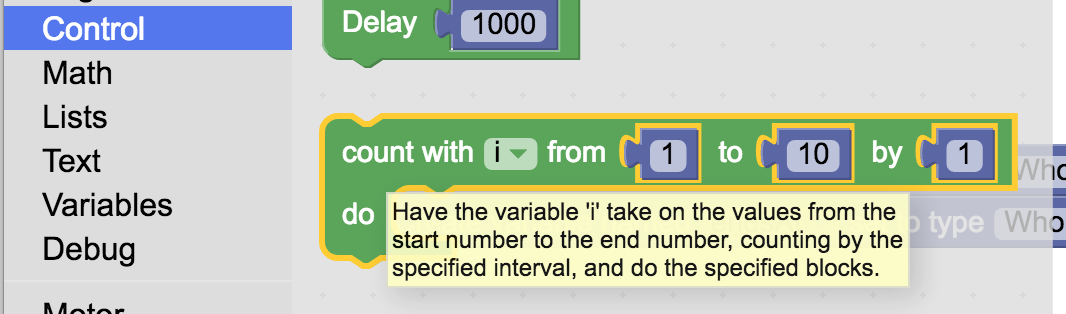 Control
Math
Lists
Text
Variables
Debug
Motor
Delay 1000
count with i from 1 to 10 by 1
do
Have the variable 'i' take on the values from the
start number to the end number, counting by the
specified interval, and do the specified blocks.
type